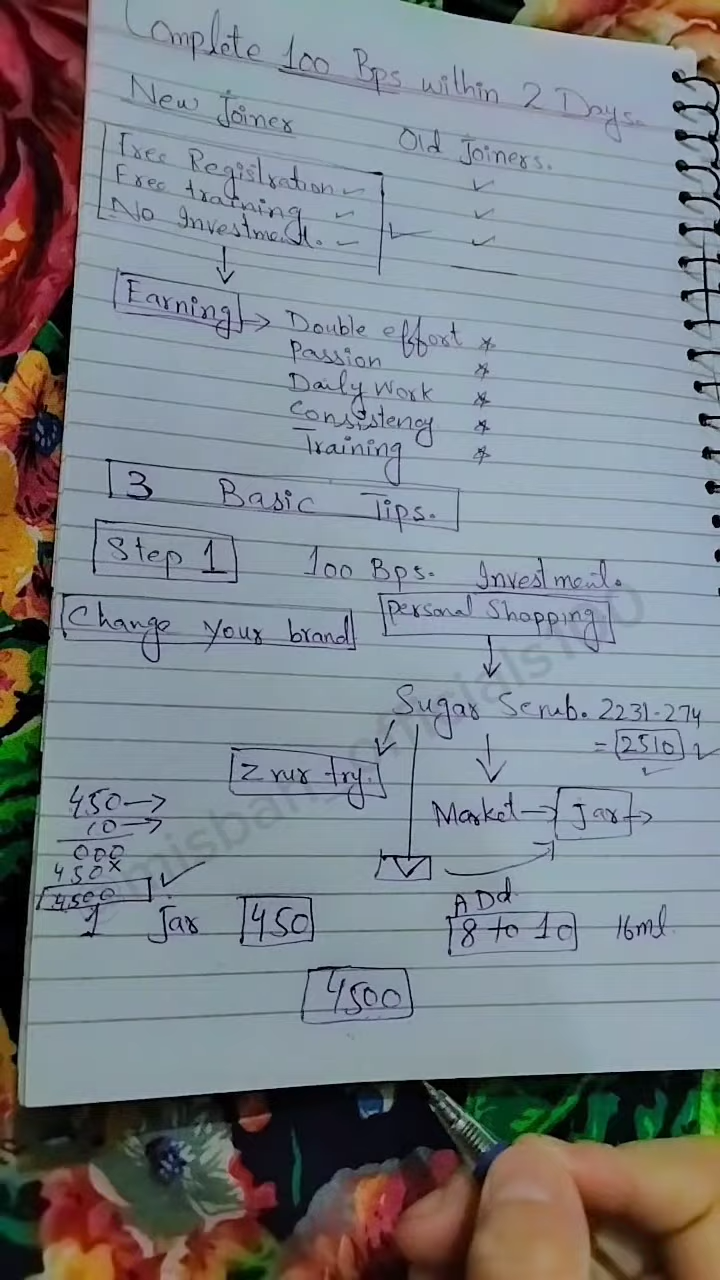 Complete 100 Bps within 2 Days.
New Joiner
Old Joiners.
Free Registration
Free training
No Investment.
Earning
Double effort
Passion
Daily Work
Consistency
Training
3 Basic Tips.
Step 1 100 Bps. Investment.
Change your brand
Personal Shopping
Sugar Scrub. 2231-274
= 2510
try.
Market Jar
450
10
000
450x
4500
1 Jar 450
ADd
8 to 10 16ml
4500